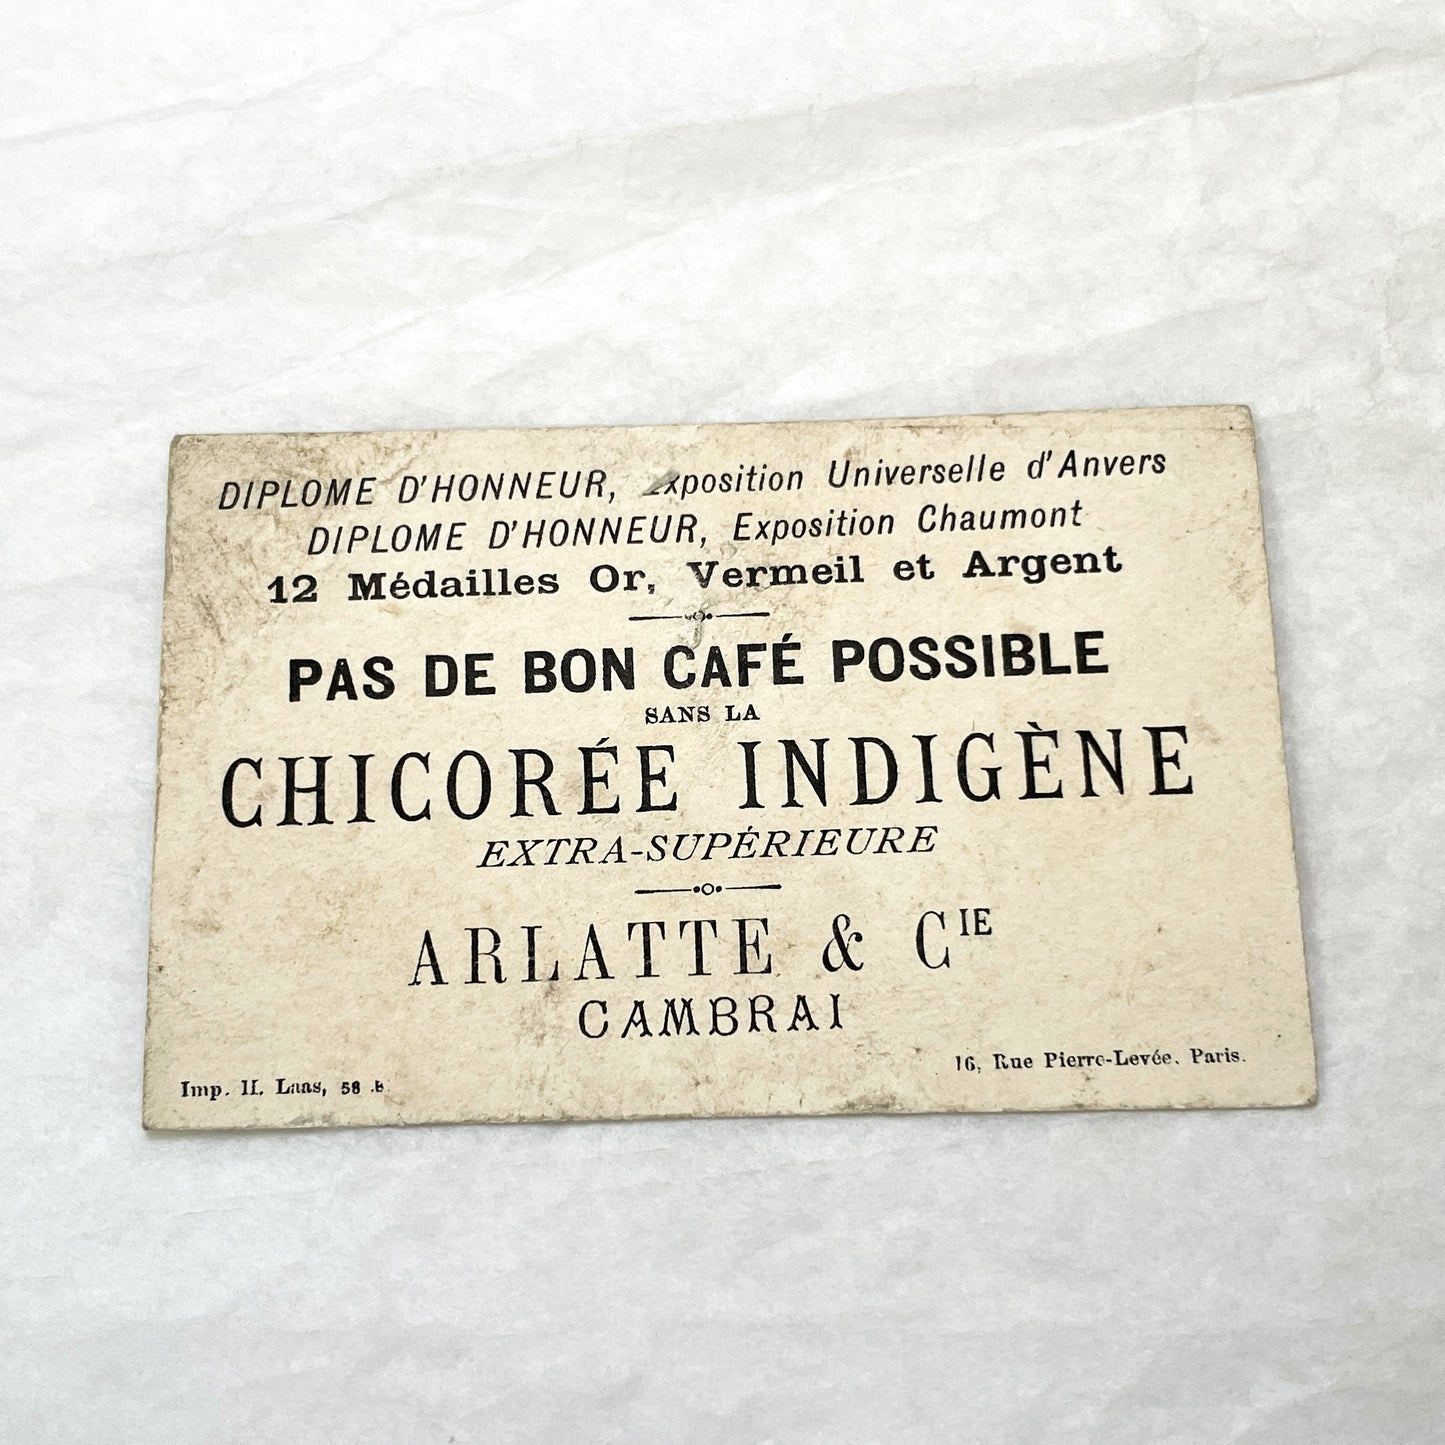 DIPLOME D'HONNEUR, Exposition Universelle d'Anvers
DIPLOME D'HONNEUR, Exposition Chaumont
12 Médailles Or, Vermeil et Argent
PAS DE BON CAFÉ POSSIBLE
SANS LA
CHICORÉE INDIGÈNE
EXTRA-SUPÉRIEURE
ARLATTE & CIE
CAMBRAI
Imp. H. Laas, 16, Rue Pierre-Levée. Paris.